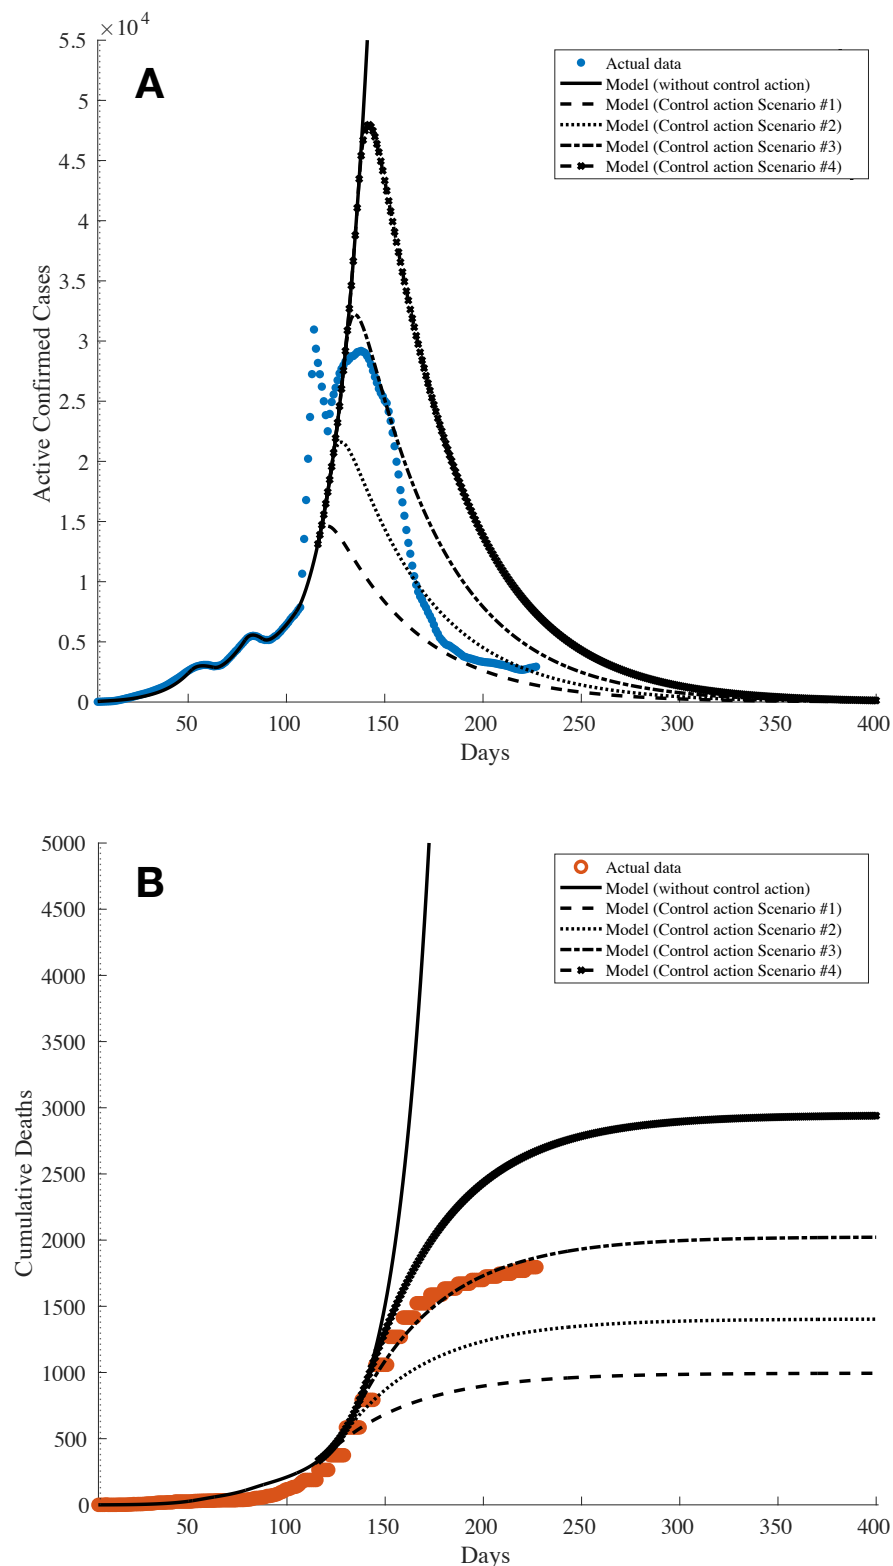 ×10^4
5.5
A
Actual data
Model (without control action)
Model (Control action Scenario #1)
Model (Control action Scenario #2)
Model (Control action Scenario #3)
Model (Control action Scenario #4)
5
4.5
4
3.5
3
2.5
2
1.5
1
0.5
0
Active Confirmed Cases
50 100 150 200 250 300 350 400
Days
5000
B
Actual data
Model (without control action)
Model (Control action Scenario #1)
Model (Control action Scenario #2)
Model (Control action Scenario #3)
Model (Control action Scenario #4)
4500
4000
3500
3000
2500
2000
1500
1000
500
0
Cumulative Deaths
50 100 150 200 250 300 350 400
Days